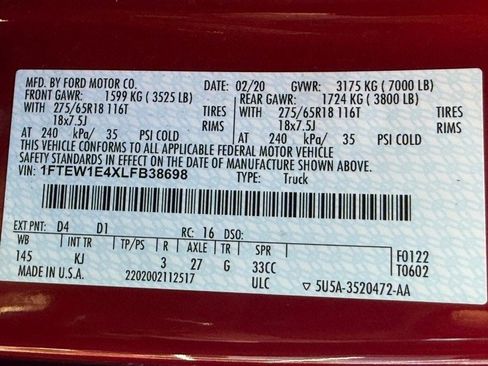 MFD. BY FORD MOTOR CO. DATE: 02/20 GVWR: 3175 KG ( 7000 LB)
FRONT GAWR: 1599 KG ( 3525 LB) REAR GAWR: 1724 KG ( 3800 LB)
WITH 275/65R18 116T TIRES WITH 275/65R18 116T TIRES
18x7.5J RIMS 18x7.5J RIMS
AT 240 kPa/ 35 PSI COLD AT 240 kPa/ 35 PSI COLD
THIS VEHICLE CONFORMS TO ALL APPLICABLE FEDERAL MOTOR VEHICLE
SAFETY STANDARDS IN EFFECT ON THE DATE OF MANUFACTURE SHOWN ABOVE.
VIN: 1FTEW1E4XLFB38698 TYPE: Truck
EXT PNT: D4 D1 RC: 16 DSO:
WB INT TR TP/PS R AXLE TR SPR F0122
145 KJ 3 27 G 33CC T0602
MADE IN U.S.A. 2202002112517 ULC ▽ 5U5A-3520472-AA